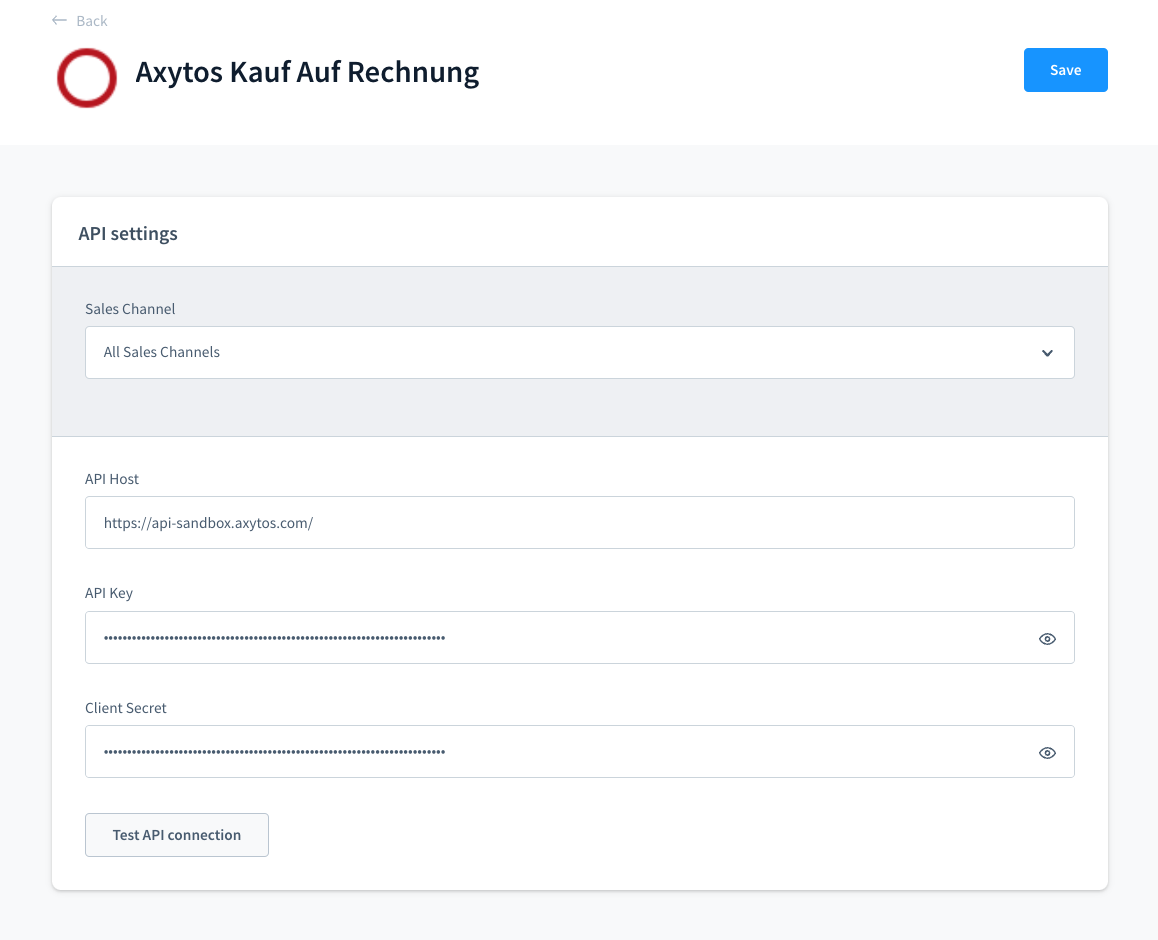 Back
Axytos Kauf Auf Rechnung
Save
API settings
Sales Channel
All Sales Channels
API Host
https://api-sandbox.axytos.com/
API Key
Client Secret
Test API connection